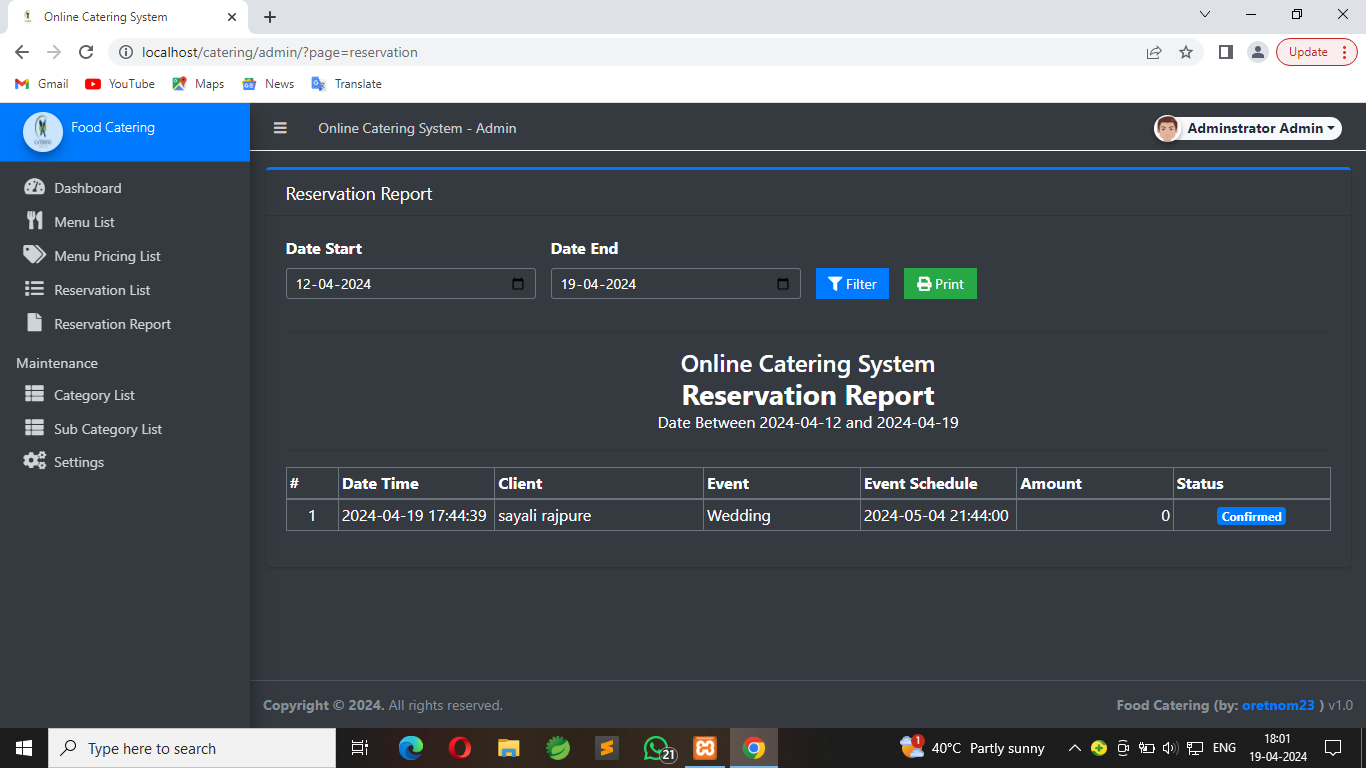 Online Catering System
localhost/catering/admin/?page=reservation
Update
Gmail
YouTube
Maps
News
Translate
CATERING
Food Catering
Online Catering System - Admin
Adminstrator Admin
Dashboard
Menu List
Menu Pricing List
Reservation List
Reservation Report
Maintenance
Category List
Sub Category List
Settings
Reservation Report
Date Start
Date End
12-04-2024
19-04-2024
Filter
Print
Online Catering System
Reservation Report
Date Between 2024-04-12 and 2024-04-19
# Date Time Client Event Event Schedule Amount Status
1 2024-04-19 17:44:39 sayali rajpure Wedding 2024-05-04 21:44:00 0 Confirmed
Copyright © 2024. All rights reserved.
Food Catering (by: oretnom23 ) v1.0
Type here to search
21
1
40°C Partly sunny
ENG
18:01
19-04-2024